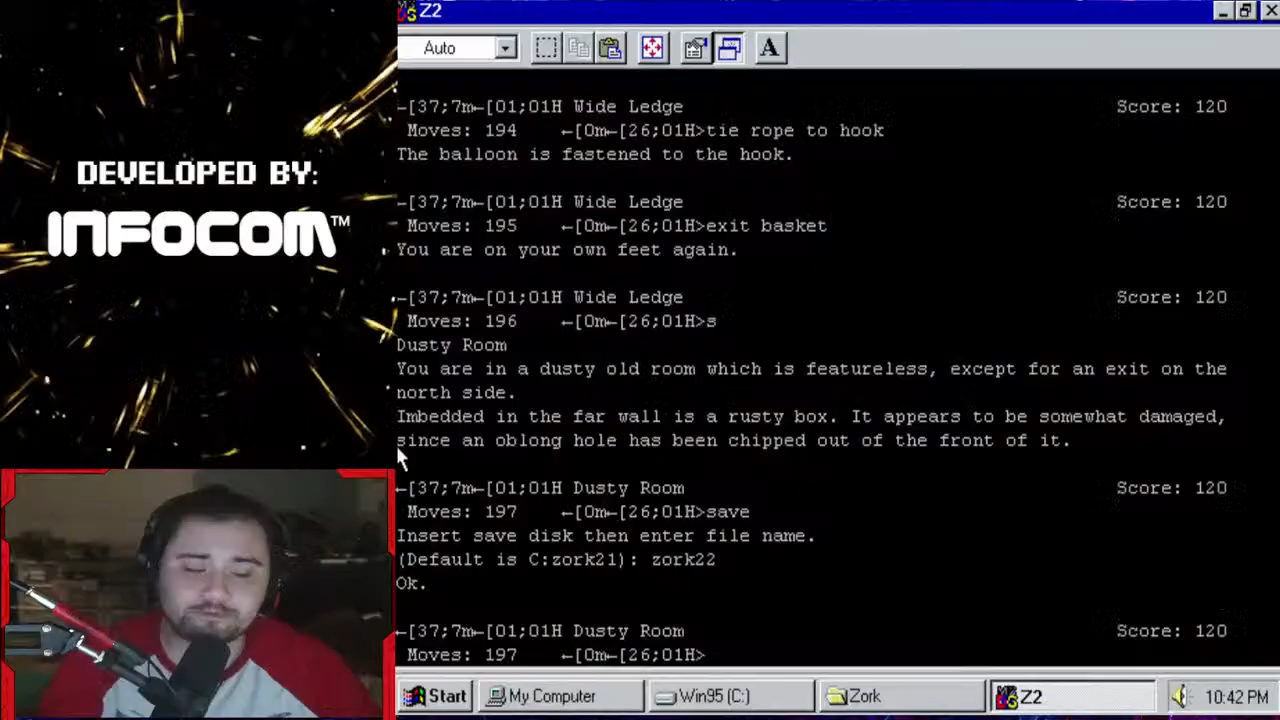 DEVELOPED BY:
INFOCOM™
Z2
Auto
A
←[37;7m←[01;01H Wide Ledge Score: 120
Moves: 194 ←[0m←[26;01H>tie rope to hook
The balloon is fastened to the hook.
←[37;7m←[01;01H Wide Ledge Score: 120
Moves: 195 ←[0m←[26;01H>exit basket
You are on your own feet again.
←[37;7m←[01;01H Wide Ledge Score: 120
Moves: 196 ←[0m←[26;01H>s
Dusty Room
You are in a dusty old room which is featureless, except for an exit on the
north side.
Imbedded in the far wall is a rusty box. It appears to be somewhat damaged,
since an oblong hole has been chipped out of the front of it.
←[37;7m←[01;01H Dusty Room Score: 120
Moves: 197 ←[0m←[26;01H>save
Insert save disk then enter file name.
(Default is C:zork21): zork22
Ok.
←[37;7m←[01;01H Dusty Room Score: 120
Moves: 197 ←[0m←[26;01H>
Start My Computer Win95 (C:) Zork Z2 10:42 PM